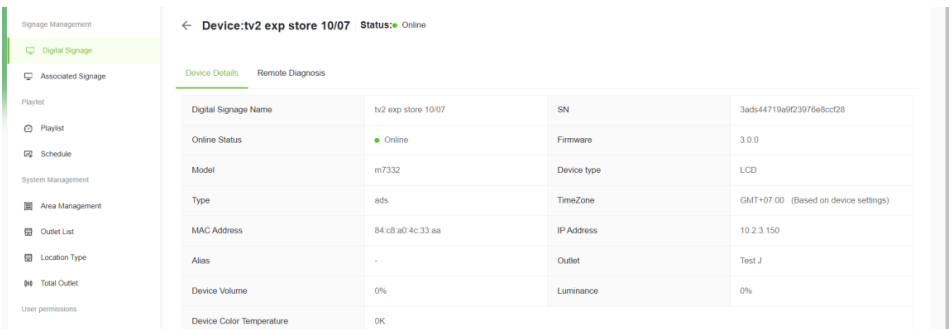 Signage Management
← Device:tv2 exp store 10/07 Status: Online
Digital Signage
Associated Signage
Device Details Remote Diagnosis
Playlist
Playlist
Schedule
System Management
Area Management
Outlet List
Location Type
Total Outlet
User permissions
Digital Signage Name tv2 exp store 10/07 SN 3ads44719a9f23976e8ccf28
Online Status Online Firmware 3.0.0
Model m7332 Device type LCD
Type ads TimeZone GMT+07:00 (Based on device settings)
MAC Address 84:c8:a0:4c:33:aa IP Address 10.2.3.150
Alias - Outlet Test J
Device Volume 0% Luminance 0%
Device Color Temperature 0K